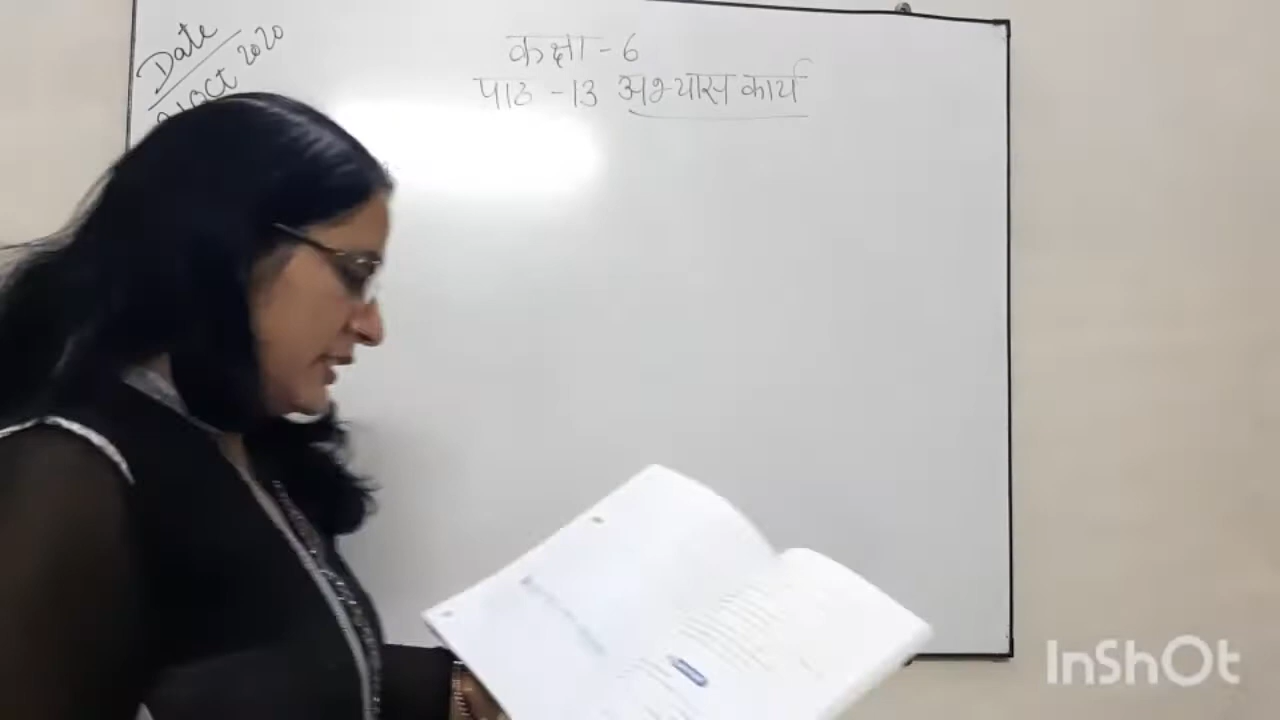 Date
Oct 2020
कक्षा - 6
पाठ - 13 अभ्यास कार्य
InShOt